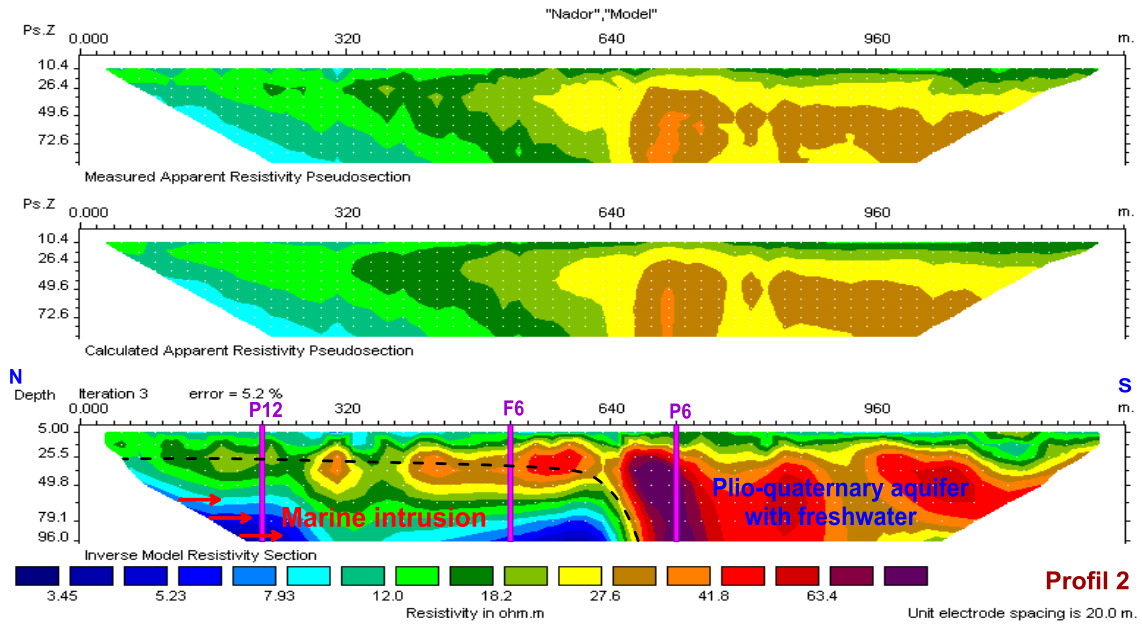 "Nador","Model"
Ps.Z 0.000 320 640 960 m.
10.4
26.4
49.6
72.6
Measured Apparent Resistivity Pseudosection
Ps.Z 0.000 320 640 960 m.
10.4
26.4
49.6
72.6
Calculated Apparent Resistivity Pseudosection
N S
Depth Iteration 3 error = 5.2 %
0.000 P12 320 F6 640 P6 960 m.
5.00
25.5
49.8
79.1
96.0
Plio-quaternary aquifer
with freshwater
Marine intrusion
Inverse Model Resistivity Section
3.45 5.23 7.93 12.0 18.2 27.6 41.8 63.4
Profil 2
Resistivity in ohm.m Unit electrode spacing is 20.0 m.